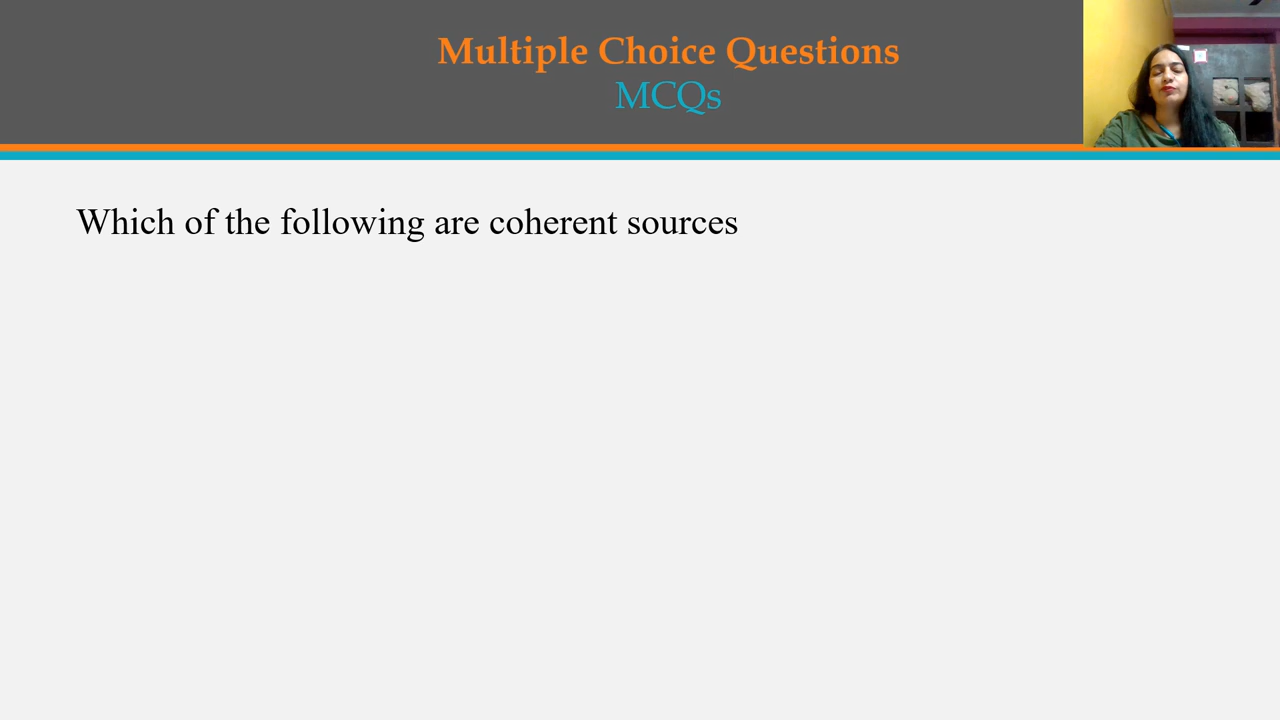 Multiple Choice Questions
MCQs
Which of the following are coherent sources